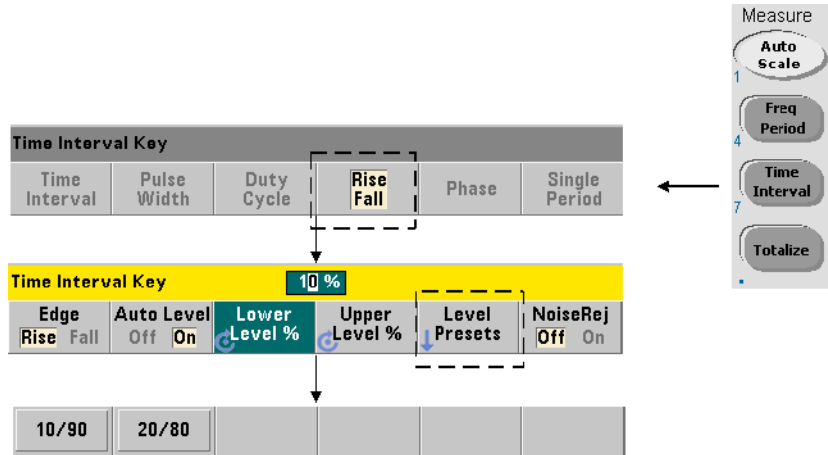 Measure
Auto
Scale
1
Freq
Period
4
Time
Interval
7
Totalize
.
Time Interval Key
Time
Interval
Pulse
Width
Duty
Cycle
Rise
Fall
Phase
Single
Period
Time Interval Key
10 %
Edge
Rise Fall
Auto Level
Off On
Lower
Level %
Upper
Level %
Level
Presets
NoiseRej
Off On
10/90
20/80